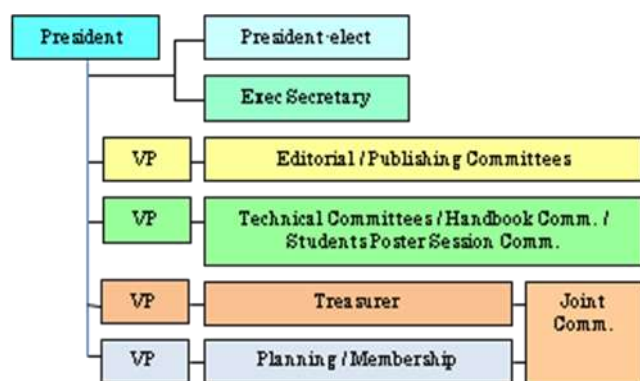 President
President-elect
Exec Secretary
VP
Editorial / Publishing Committees
VP
Technical Committees / Handbook Comm. /
Students Poster Session Comm.
VP
Treasurer
Joint
Comm.
VP
Planning / Membership